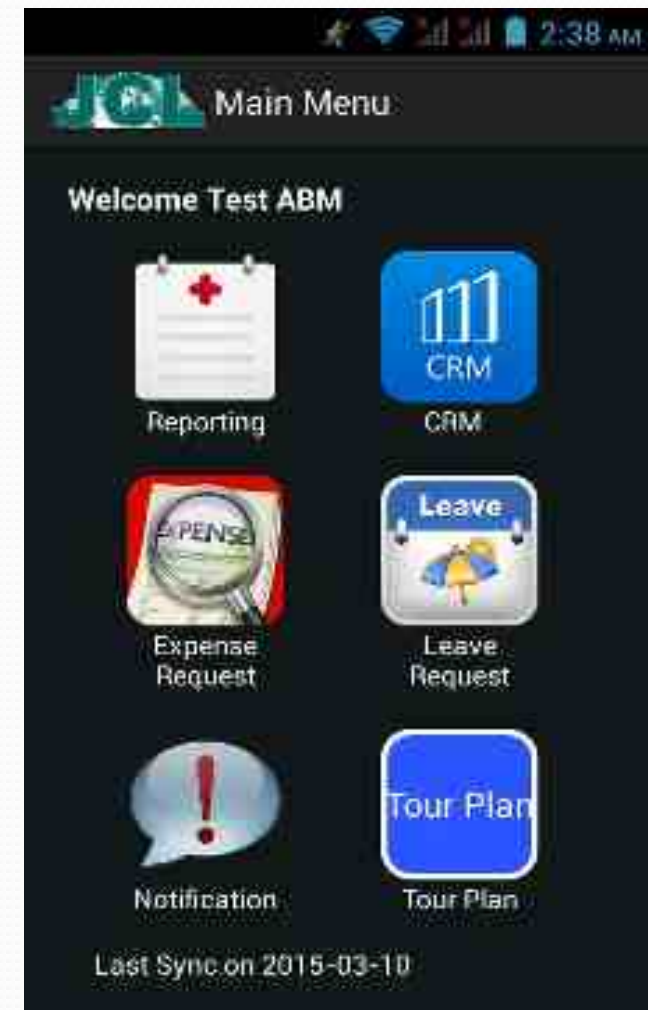 2:38 AM
Main Menu
Welcome Test ABM
CRM
Reporting
CRM
EXPENSE
Leave
Expense
Request
Leave
Request
Tour Plan
Notification
Tour Plan
Last Sync on 2015-03-10